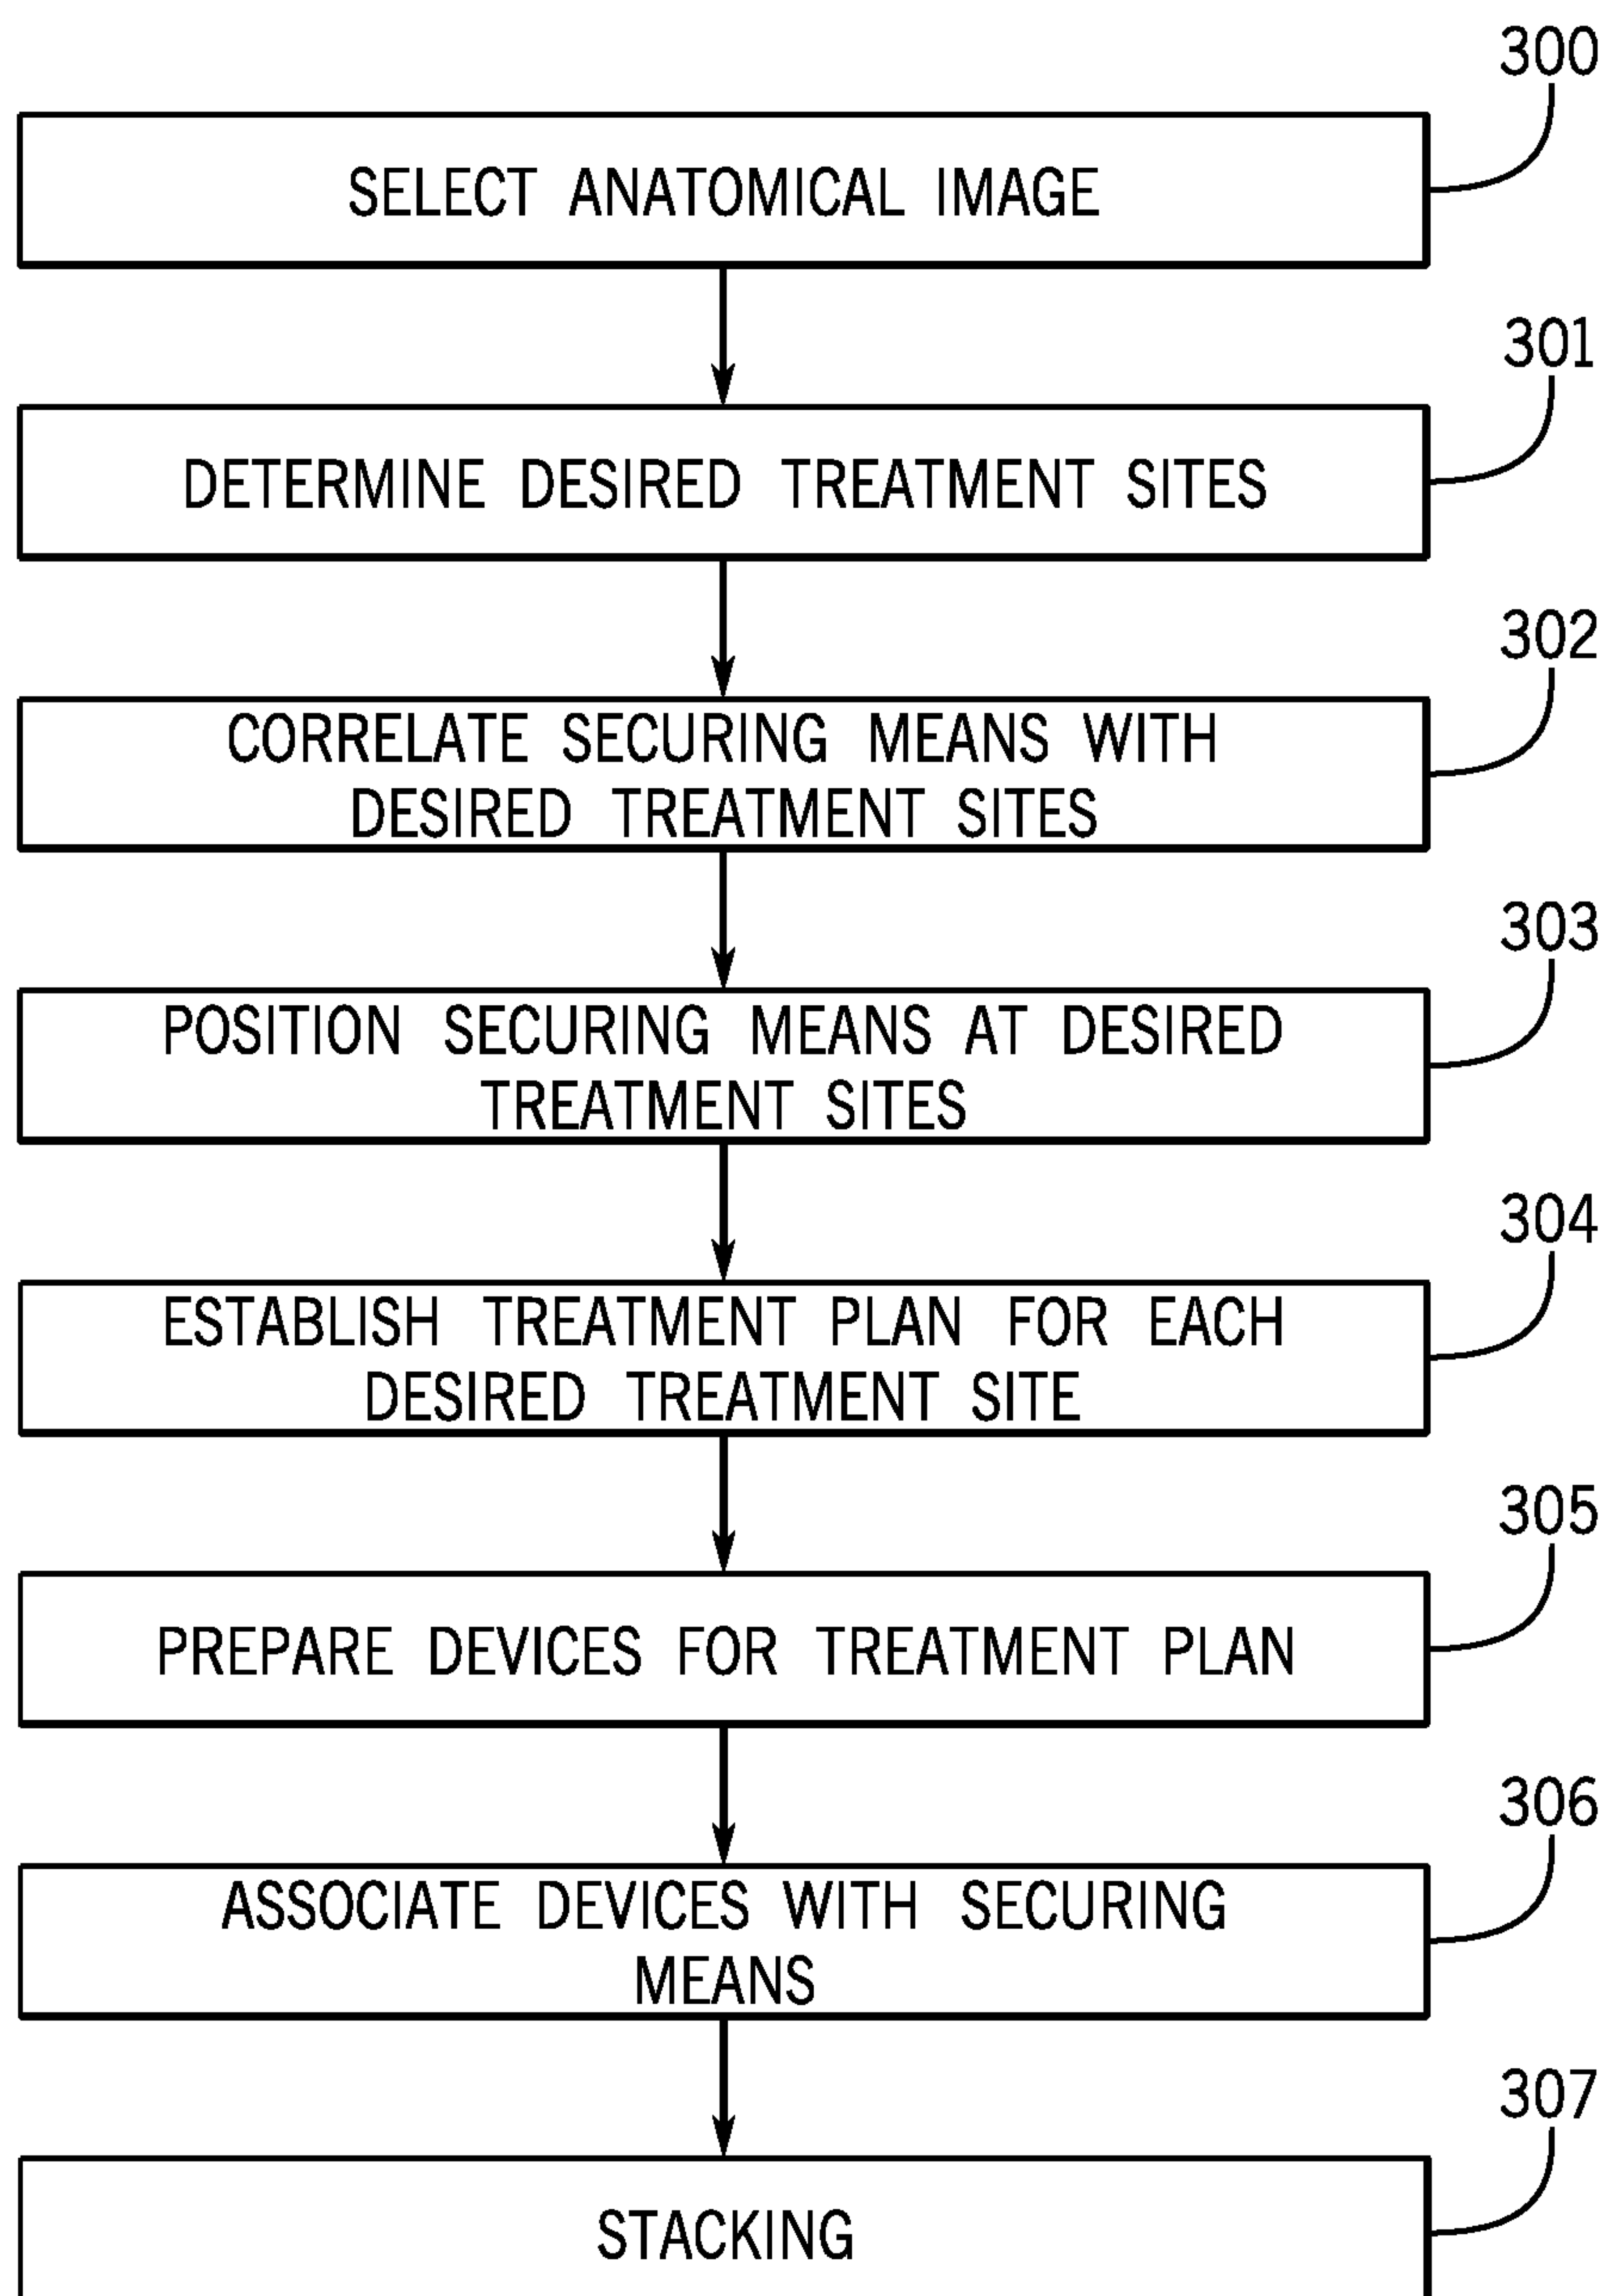 300
SELECT ANATOMICAL IMAGE
301
DETERMINE DESIRED TREATMENT SITES
302
CORRELATE SECURING MEANS WITH
DESIRED TREATMENT SITES
303
POSITION SECURING MEANS AT DESIRED
TREATMENT SITES
304
ESTABLISH TREATMENT PLAN FOR EACH
DESIRED TREATMENT SITE
305
PREPARE DEVICES FOR TREATMENT PLAN
306
ASSOCIATE DEVICES WITH SECURING
MEANS
307
STACKING